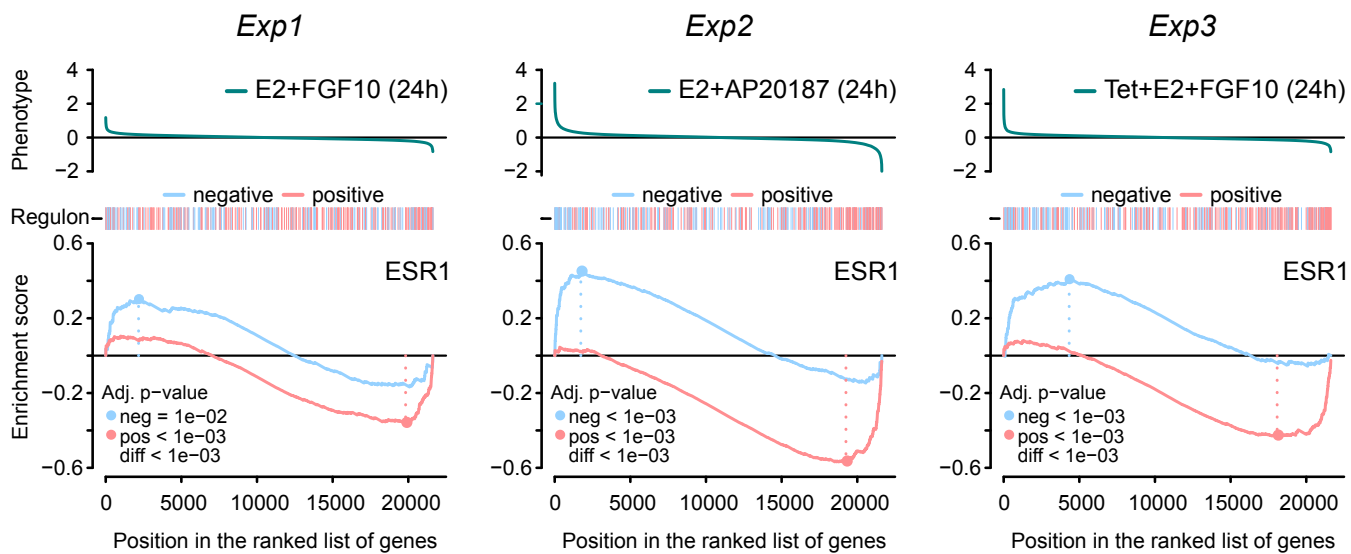 Exp1
Exp2
Exp3
Phenotype
4
2
0
−2
E2+FGF10 (24h)
4
2
0
−2
E2+AP20187 (24h)
4
2
0
−2
Tet+E2+FGF10 (24h)
negative positive
negative positive
negative positive
Regulon
Enrichment score
0.6
0.2
−0.2
−0.6
ESR1
Adj. p−value
neg = 1e−02
pos < 1e−03
diff < 1e−03
0 5000 10000 15000 20000
Position in the ranked list of genes
0.6
0.2
−0.2
−0.6
ESR1
Adj. p−value
neg < 1e−03
pos < 1e−03
diff < 1e−03
0 5000 10000 15000 20000
Position in the ranked list of genes
0.6
0.2
−0.2
−0.6
ESR1
Adj. p−value
neg < 1e−03
pos < 1e−03
diff < 1e−03
0 5000 10000 15000 20000
Position in the ranked list of genes